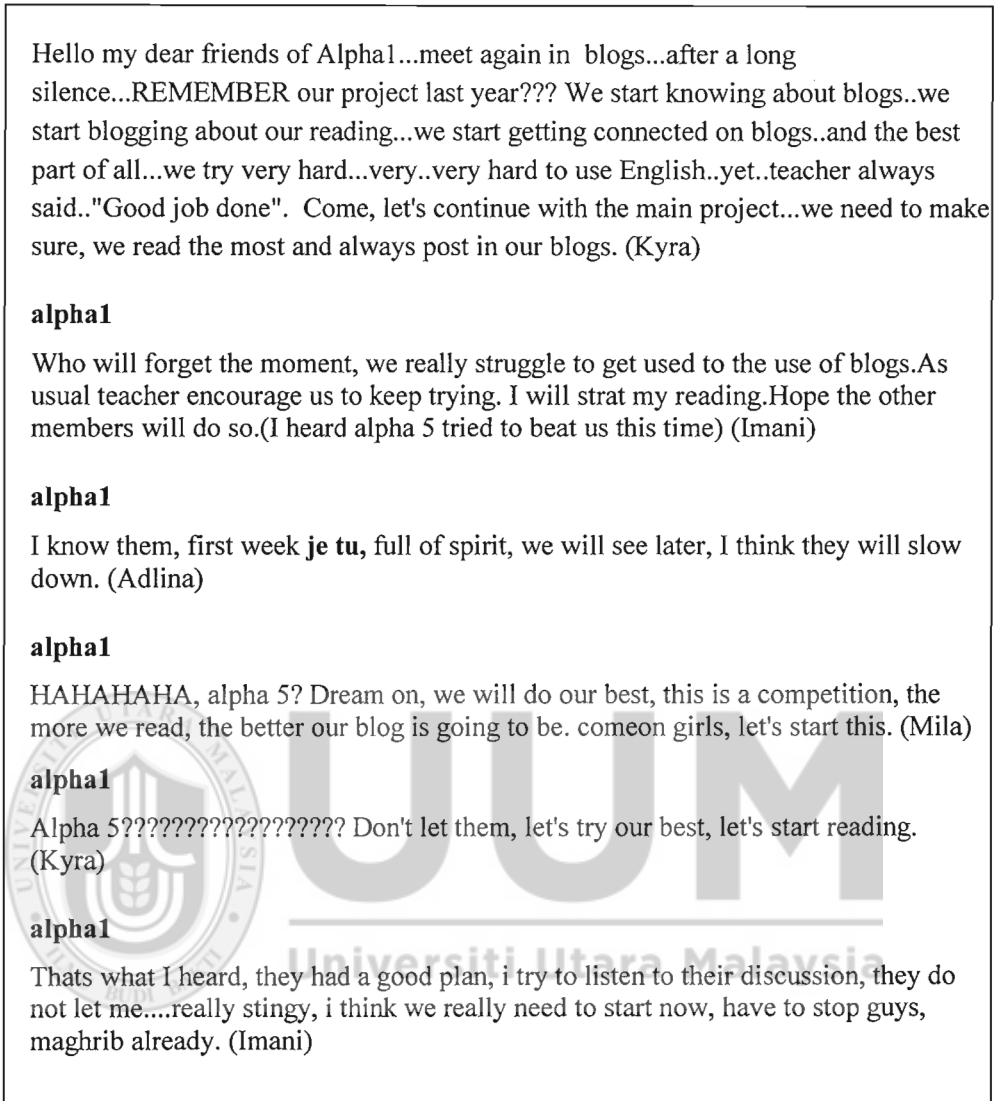 Hello my dear friends of Alpha1...meet again in blogs...after a long
silence...REMEMBER our project last year??? We start knowing about blogs..we
start blogging about our reading...we start getting connected on blogs..and the best
part of all...we try very hard...very..very hard to use English..yet..teacher always
said.."Good job done". Come, let's continue with the main project...we need to make
sure, we read the most and always post in our blogs. (Kyra)
alpha1
Who will forget the moment, we really struggle to get used to the use of blogs.As
usual teacher encourage us to keep trying. I will strat my reading.Hope the other
members will do so.(I heard alpha 5 tried to beat us this time) (Imani)
alpha1
I know them, first week je tu, full of spirit, we will see later, I think they will slow
down. (Adlina)
alpha1
HAHAHAHA, alpha 5? Dream on, we will do our best, this is a competition, the
more we read, the better our blog is going to be. comeon girls, let's start this. (Mila)
alpha1
Alpha 5?????????????????? Don't let them, let's try our best, let's start reading.
(Kyra)
alpha1
Thats what I heard, they had a good plan, i try to listen to their discussion, they do
not let me....really stingy, i think we really need to start now, have to stop guys,
maghrib already. (Imani)
UUM
Universiti Utara Malaysia
UNIVERSITI UTARA MALAYSIA